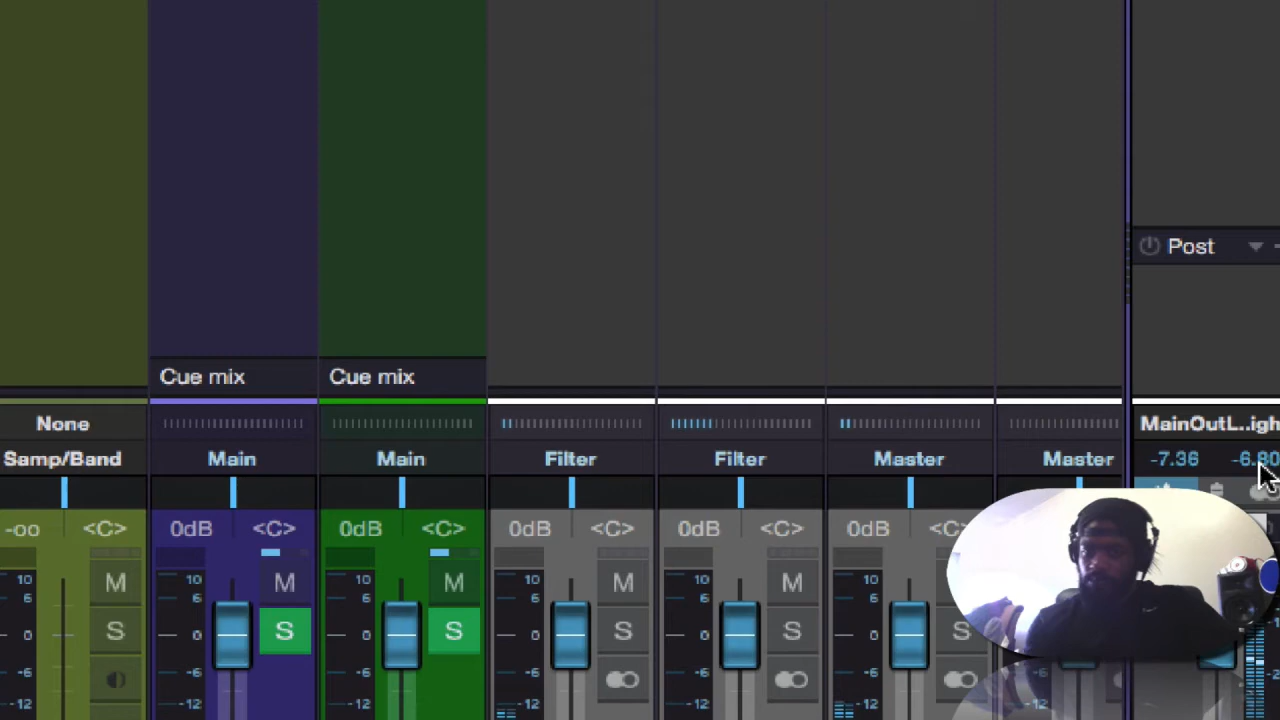 Post
Cue mix Cue mix
None MainOutL..igh
Samp/Band Main Main Filter Filter Master Master -7.36 -6.80
-oo <C> 0dB <C> 0dB <C> 0dB <C> 0dB <C> 0dB
10 M 10 M 10 M 10 M 10 M 10
6 6 6 6 6 6
0 S 0 S 0 S 0 S 0 S 0 S
-6 -6 -6 -6 -6 -6
-12 -12 -12 -12 -12 -12